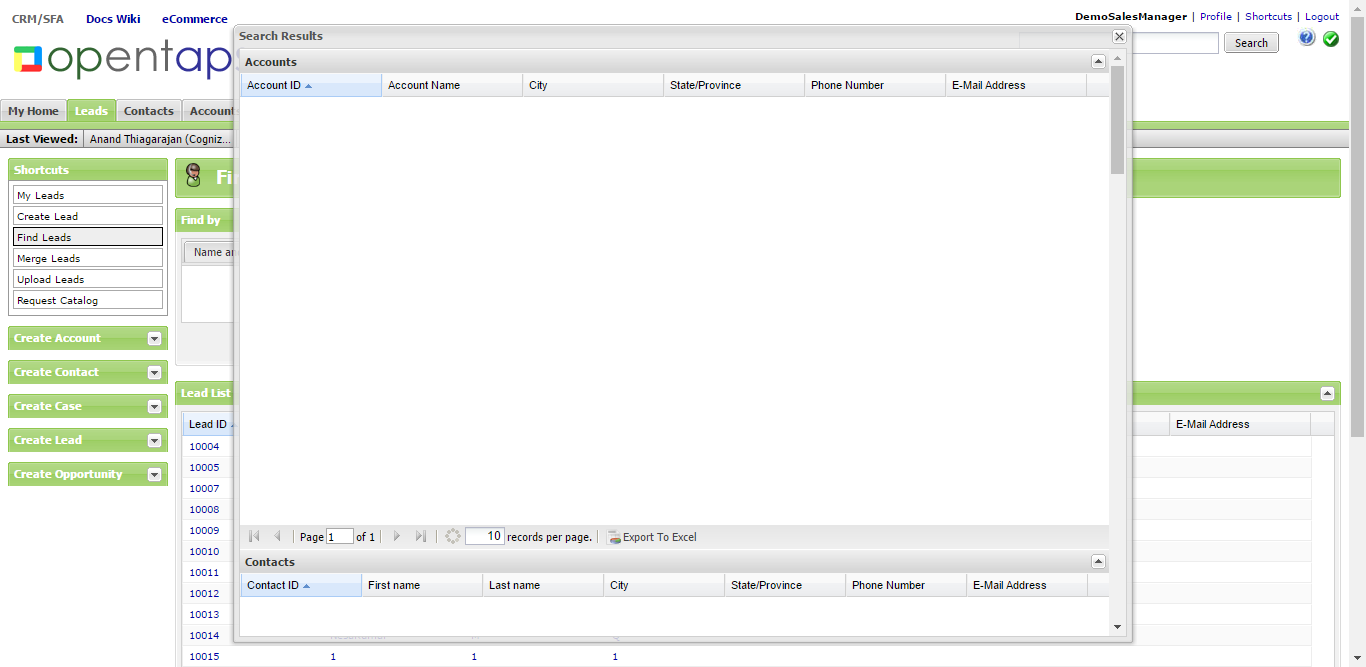 CRM/SFA Docs Wiki eCommerce
DemoSalesManager | Profile | Shortcuts | Logout
opentap
Search
My Home Leads Contacts Account
Last Viewed: Anand Thiagarajan (Cogniz...
Shortcuts
My Leads
Create Lead
Find Leads
Merge Leads
Upload Leads
Request Catalog
Create Account
Create Contact
Create Case
Create Lead
Create Opportunity
Find by
Lead List
Lead ID
E-Mail Address
10004
10005
10007
10008
10009
10010
10011
10012
10013
10014
10015 1 1 1
Search Results
Accounts
Account ID Account Name City State/Province Phone Number E-Mail Address
Page 1 of 1 10 records per page. Export To Excel
Contacts
Contact ID First name Last name City State/Province Phone Number E-Mail Address